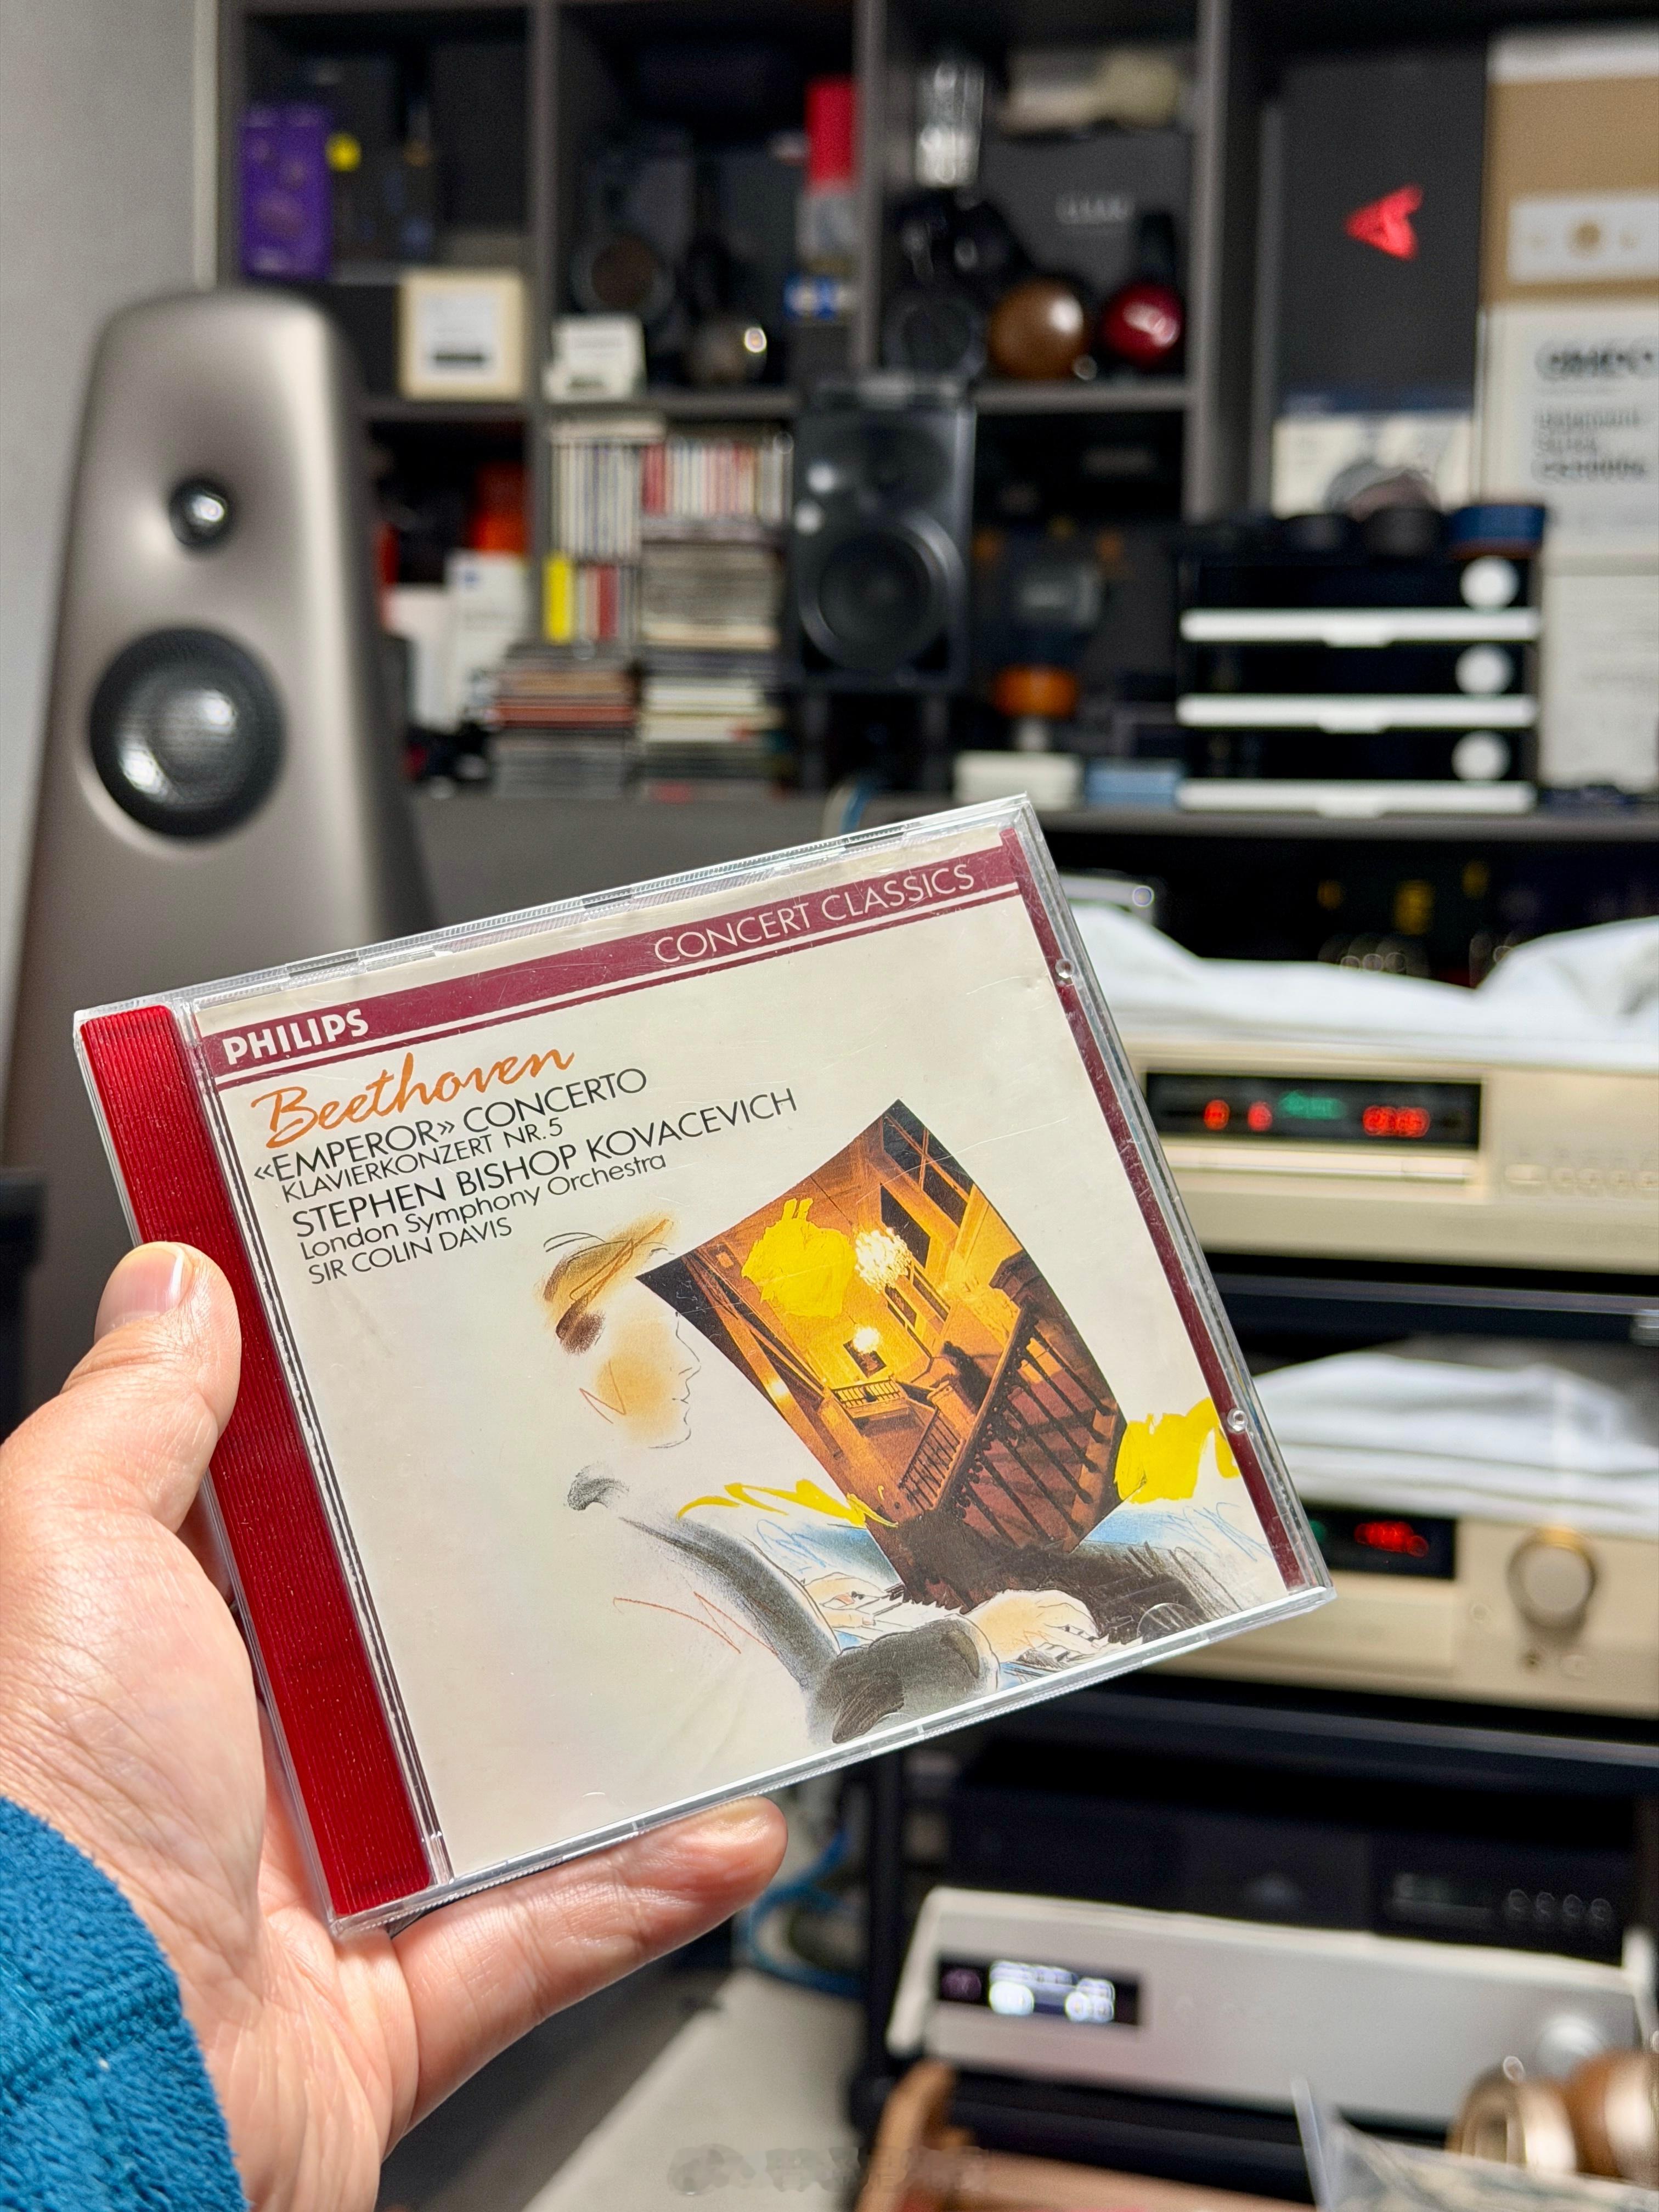 PHILIPS CONCERT CLASSICS
Beethoven
«EMPEROR» CONCERTO
KLAVIERKONZERT NR.5
STEPHEN BISHOP KOVACEVICH
London Symphony Orchestra
SIR COLIN DAVIS